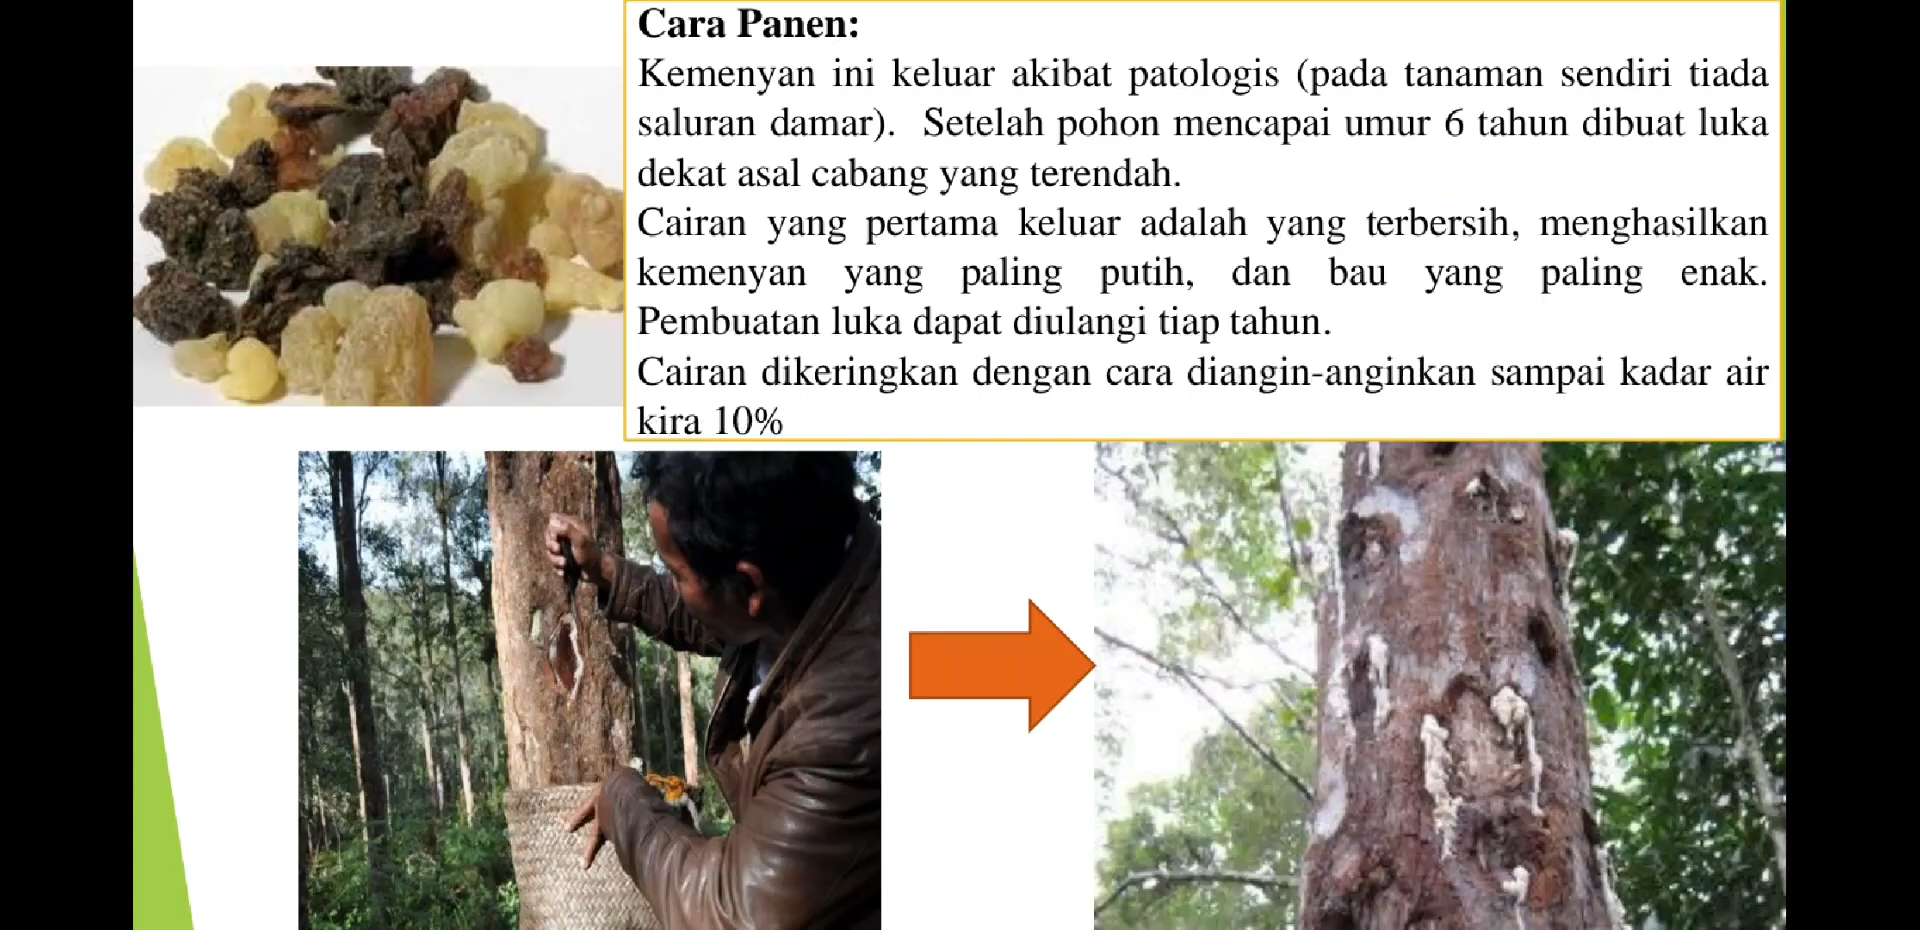 Cara Panen:
Kemenyan ini keluar akibat patologis (pada tanaman sendiri tiada
saluran damar). Setelah pohon mencapai umur 6 tahun dibuat luka
dekat asal cabang yang terendah.
Cairan yang pertama keluar adalah yang terbersih, menghasilkan
kemenyan yang paling putih, dan bau yang paling enak.
Pembuatan luka dapat diulangi tiap tahun.
Cairan dikeringkan dengan cara diangin-anginkan sampai kadar air
kira 10%